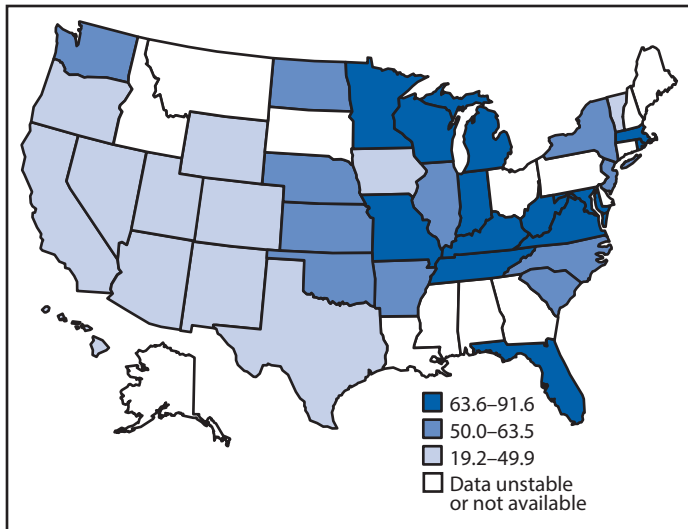 63.6–91.6
50.0–63.5
19.2–49.9
Data unstable
or not available